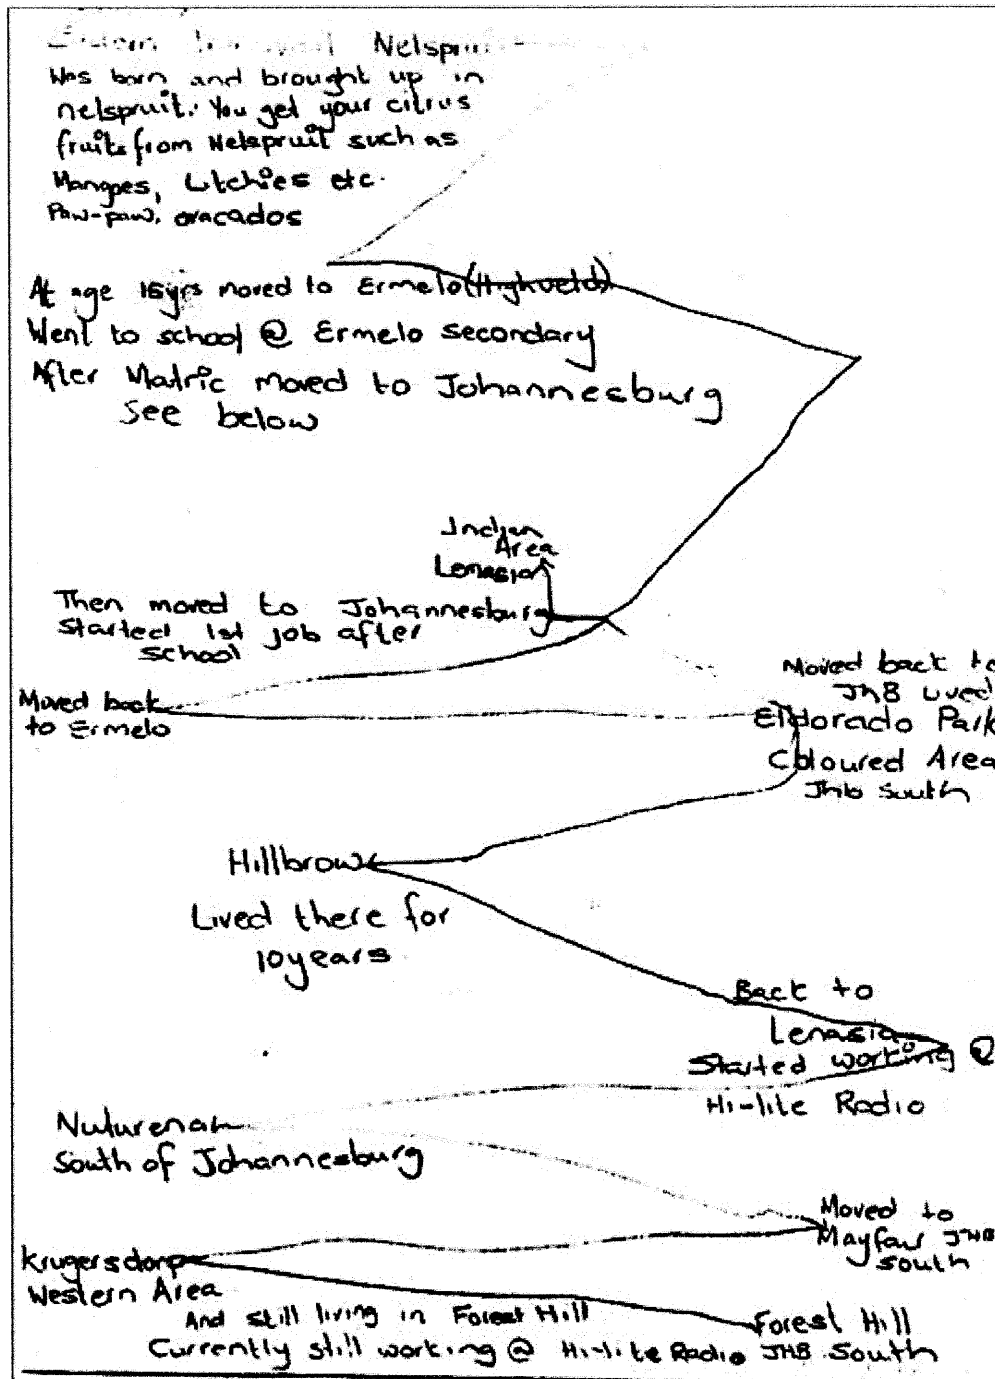 Nelspruit
Was born and brought up in
nelspruit. You get your citrus
fruits from Nelspruit such as
Mangoes, Litchies etc.
Paw-paw. avacados
At age 16yrs moved to Ermelo (Highveld)
Went to school @ Ermelo secondary
After Matric moved to Johannesburg
See below
Indian
Area
Lenasia
Then moved to Johannesburg
Started 1st job after
school
Moved back
to Ermelo
Moved back to
JhB Lived
Eldorado Park
Coloured Area
Jhb South
Hillbrow
Lived there for
10years
Back to
Lenasia
Started working @
Hi-lite Radio
South of Johannesburg
Moved to
Mayfair JHB
South
Krugersdorp
Western Area
And still living in Forest Hill
Forest Hill
Currently still working @ Hi-lite Radio JHB South